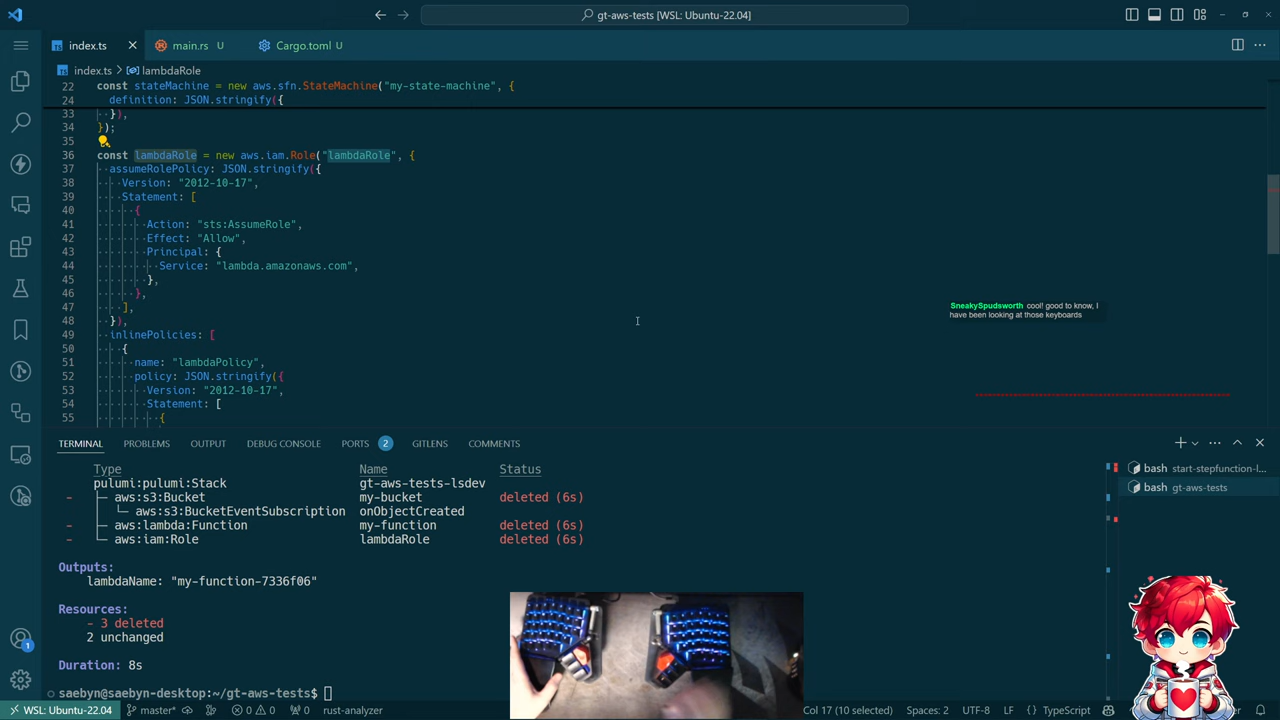 gt-aws-tests [WSL: Ubuntu-22.04]
index.ts
main.rs U
Cargo.toml U
index.ts > lambdaRole
22 const stateMachine = new aws.sfn.StateMachine("my-state-machine", {
24 definition: JSON.stringify({
33 }),
34 });
35
36 const lambdaRole = new aws.iam.Role("lambdaRole", {
37 assumeRolePolicy: JSON.stringify({
38 Version: "2012-10-17",
39 Statement: [
40 {
41 Action: "sts:AssumeRole",
42 Effect: "Allow",
43 Principal: {
44 Service: "lambda.amazonaws.com",
45 },
46 },
47 ],
48 }),
49 inlinePolicies: [
50 {
51 name: "lambdaPolicy",
52 policy: JSON.stringify({
53 Version: "2012-10-17",
54 Statement: [
55 {
SneakySpudsworth cool! good to know, I
have been looking at those keyboards
TERMINAL PROBLEMS OUTPUT DEBUG CONSOLE PORTS 2 GITLENS COMMENTS
Type Name Status
pulumi:pulumi:Stack gt-aws-tests-lsdev
- ├─ aws:s3:Bucket my-bucket deleted (6s)
│ └─ aws:s3:BucketEventSubscription onObjectCreated
- ├─ aws:lambda:Function my-function deleted (6s)
- └─ aws:iam:Role lambdaRole deleted (6s)
Outputs:
lambdaName: "my-function-7336f06"
Resources:
- 3 deleted
2 unchanged
Duration: 8s
saebyn@saebyn-desktop:~/gt-aws-tests$
bash start-stepfunction-l...
bash gt-aws-tests
1
WSL: Ubuntu-22.04 master* 0 0 0 rust-analyzer
Col 17 (10 selected) Spaces: 2 UTF-8 LF TypeScript